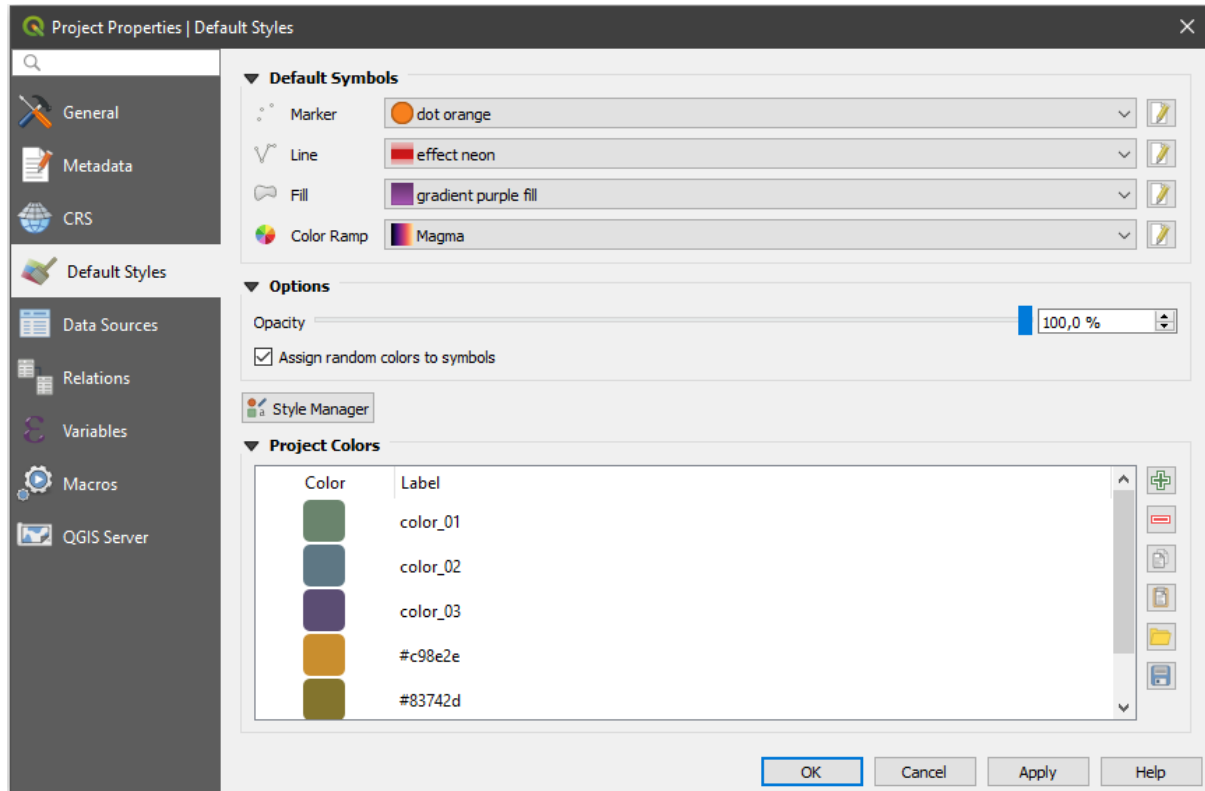 Project Properties | Default Styles
General
Metadata
CRS
Default Styles
Data Sources
Relations
Variables
Macros
QGIS Server
Default Symbols
Marker dot orange
Line effect neon
Fill gradient purple fill
Color Ramp Magma
Options
Opacity 100,0 %
Assign random colors to symbols
Style Manager
Project Colors
Color Label
color_01
color_02
color_03
#c98e2e
#83742d
OK Cancel Apply Help